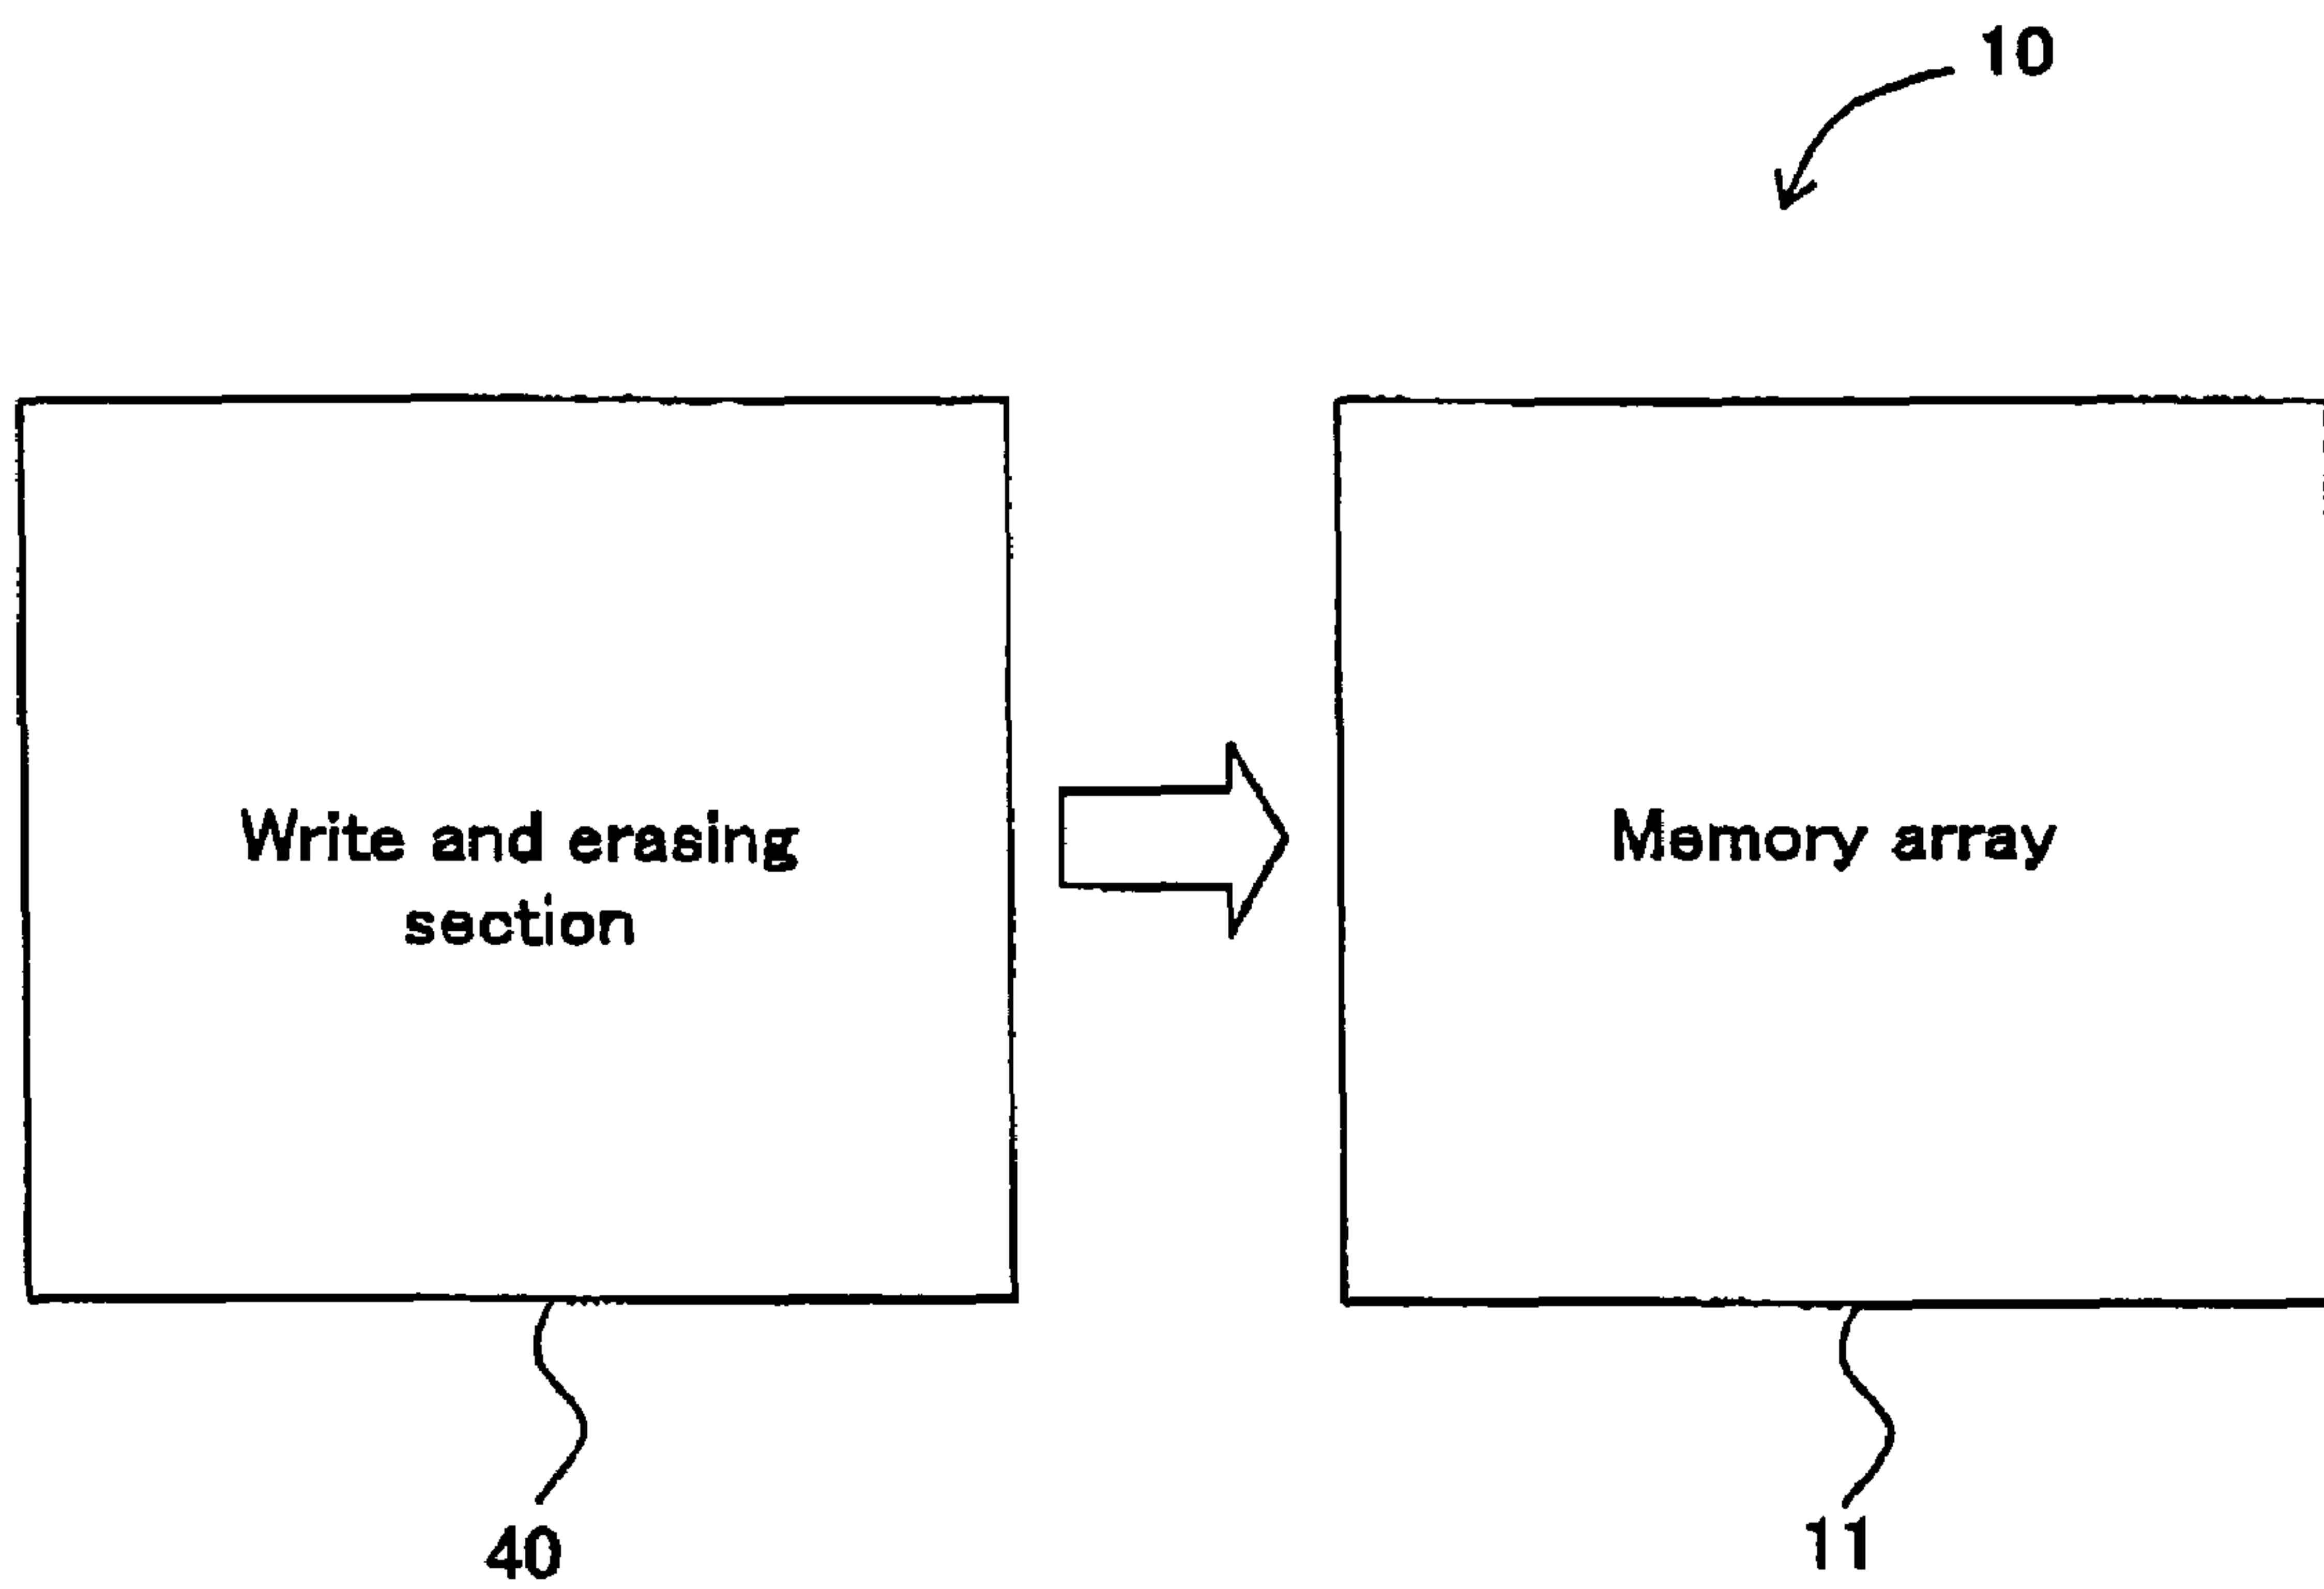 10
Write and erasing
section
Memory array
40
11